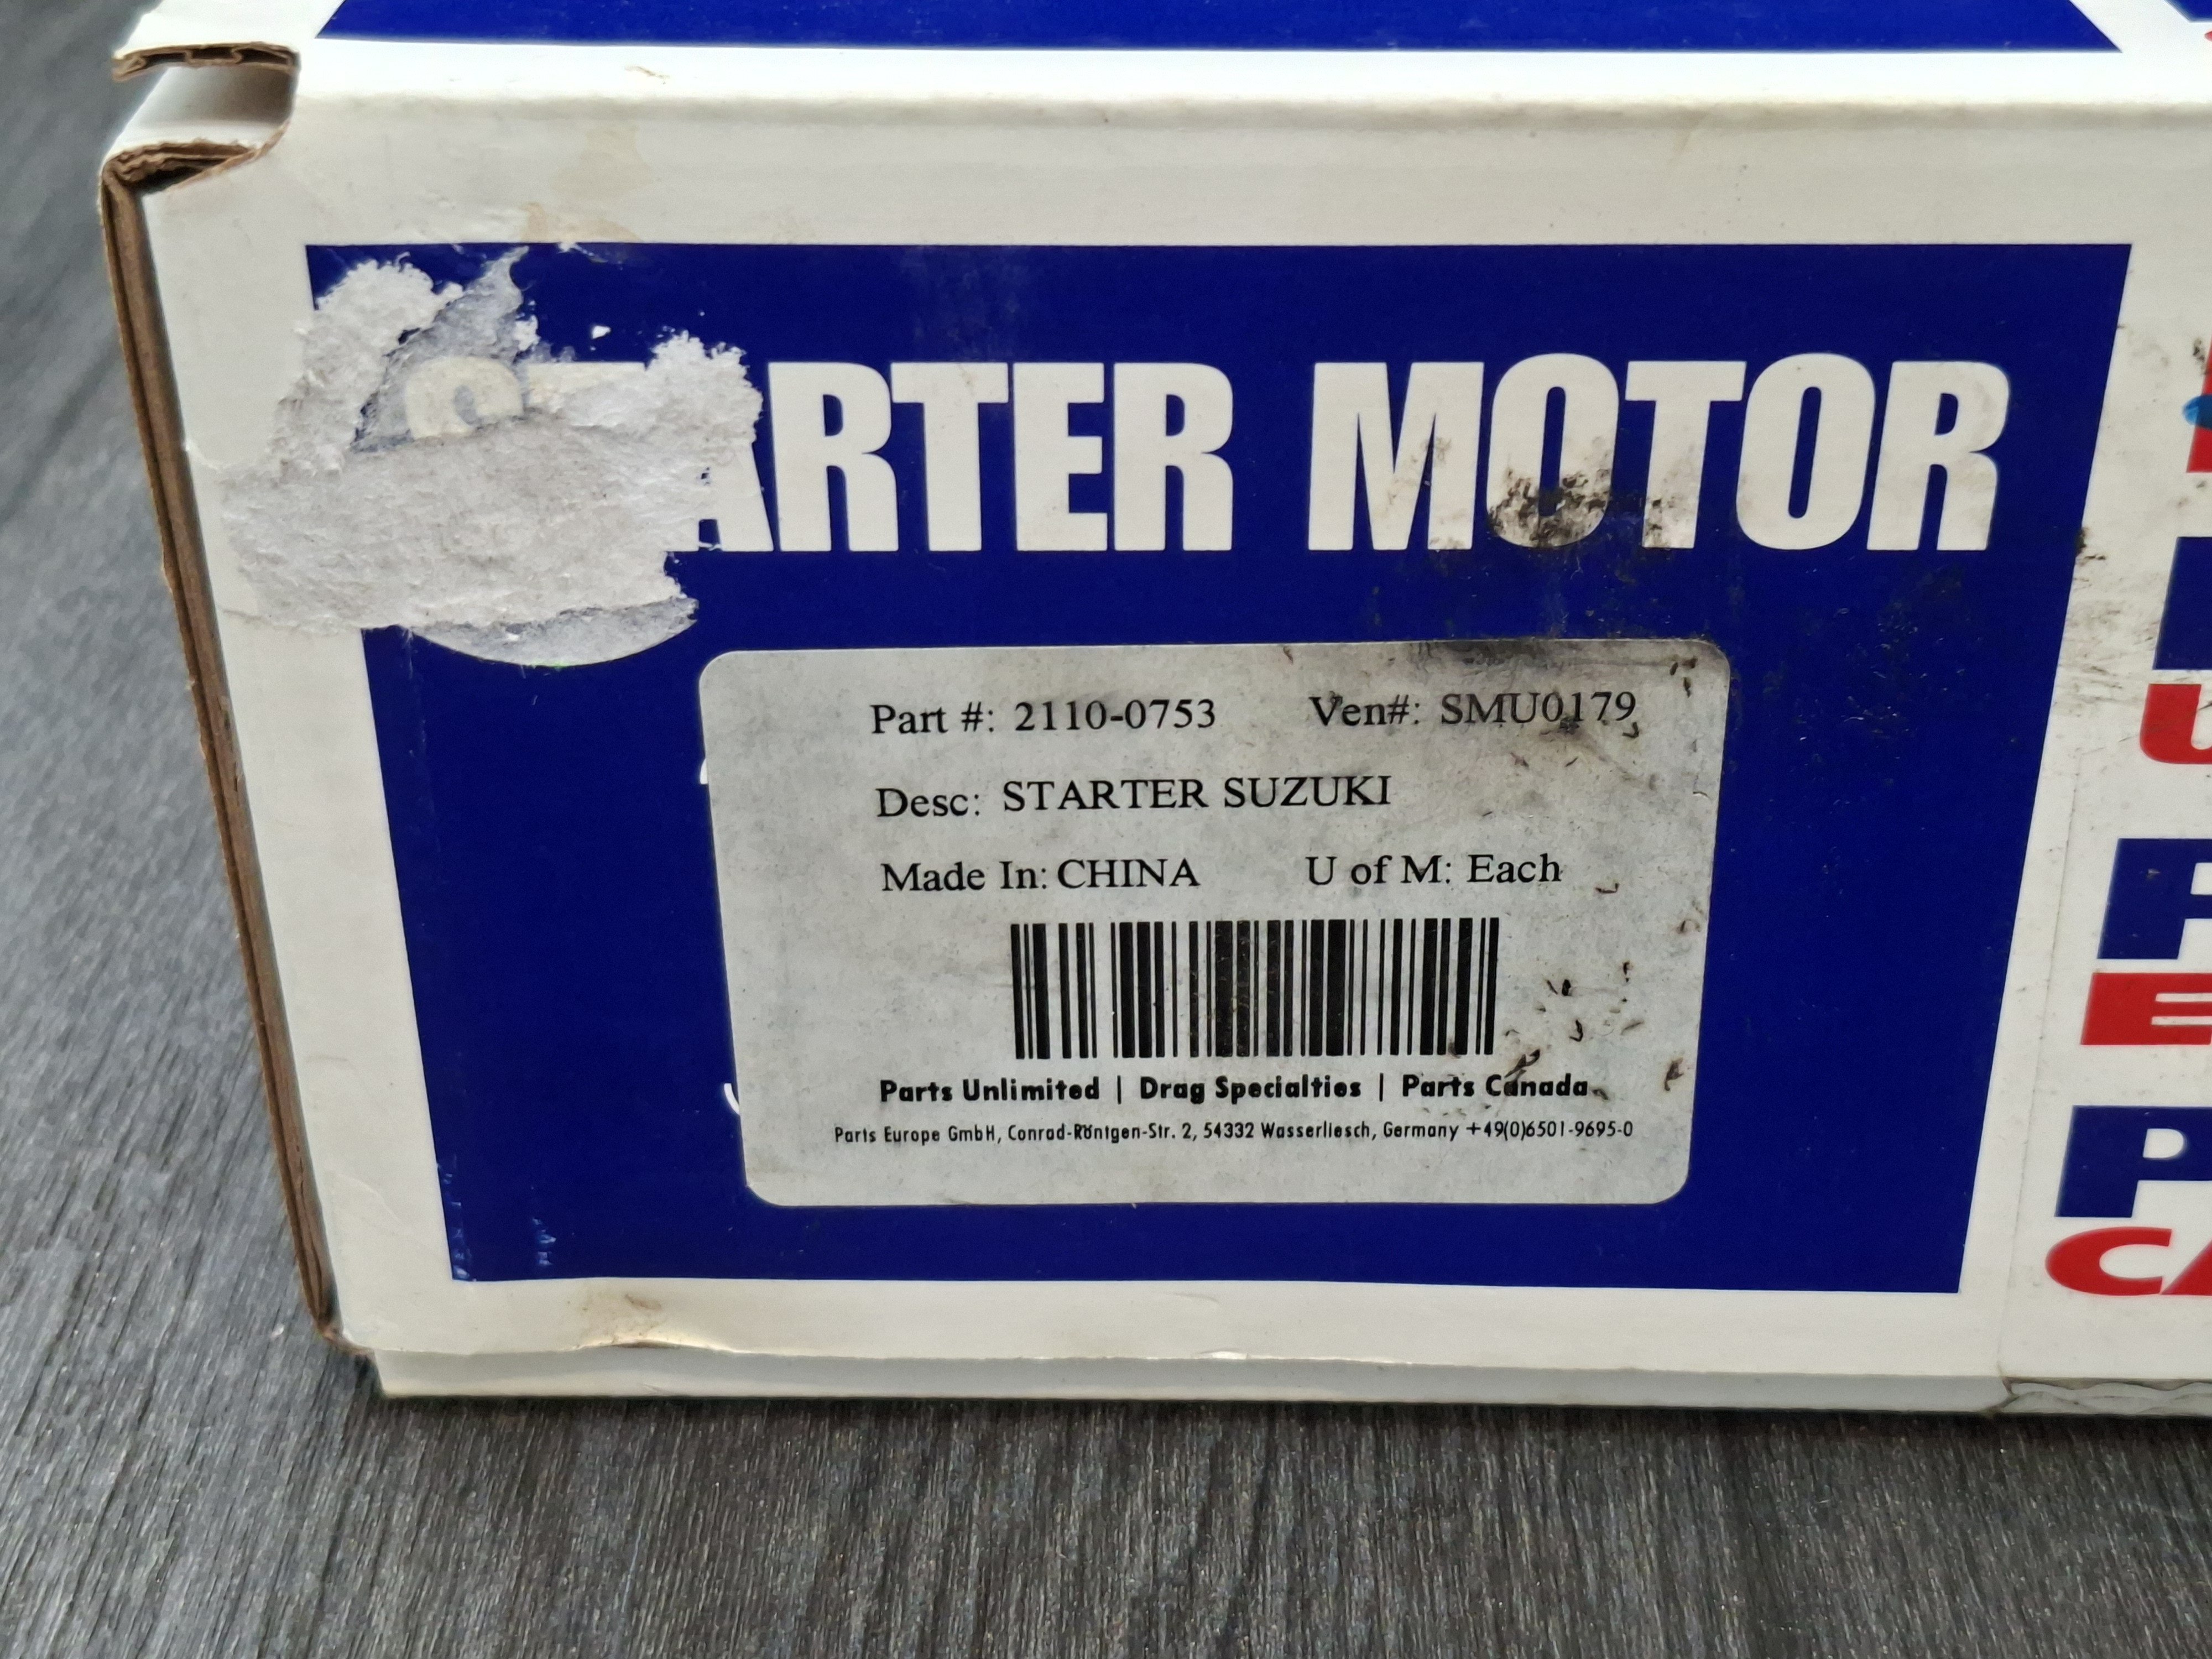 STARTER MOTOR
Part #: 2110-0753 Ven#: SMU0179
Desc: STARTER SUZUKI
Made In: CHINA U of M: Each
Parts Unlimited | Drag Specialties | Parts Canada
Parts Europe GmbH, Conrad-Röntgen-Str. 2, 54332 Wasserliesch, Germany +49(0)6501-9695-0